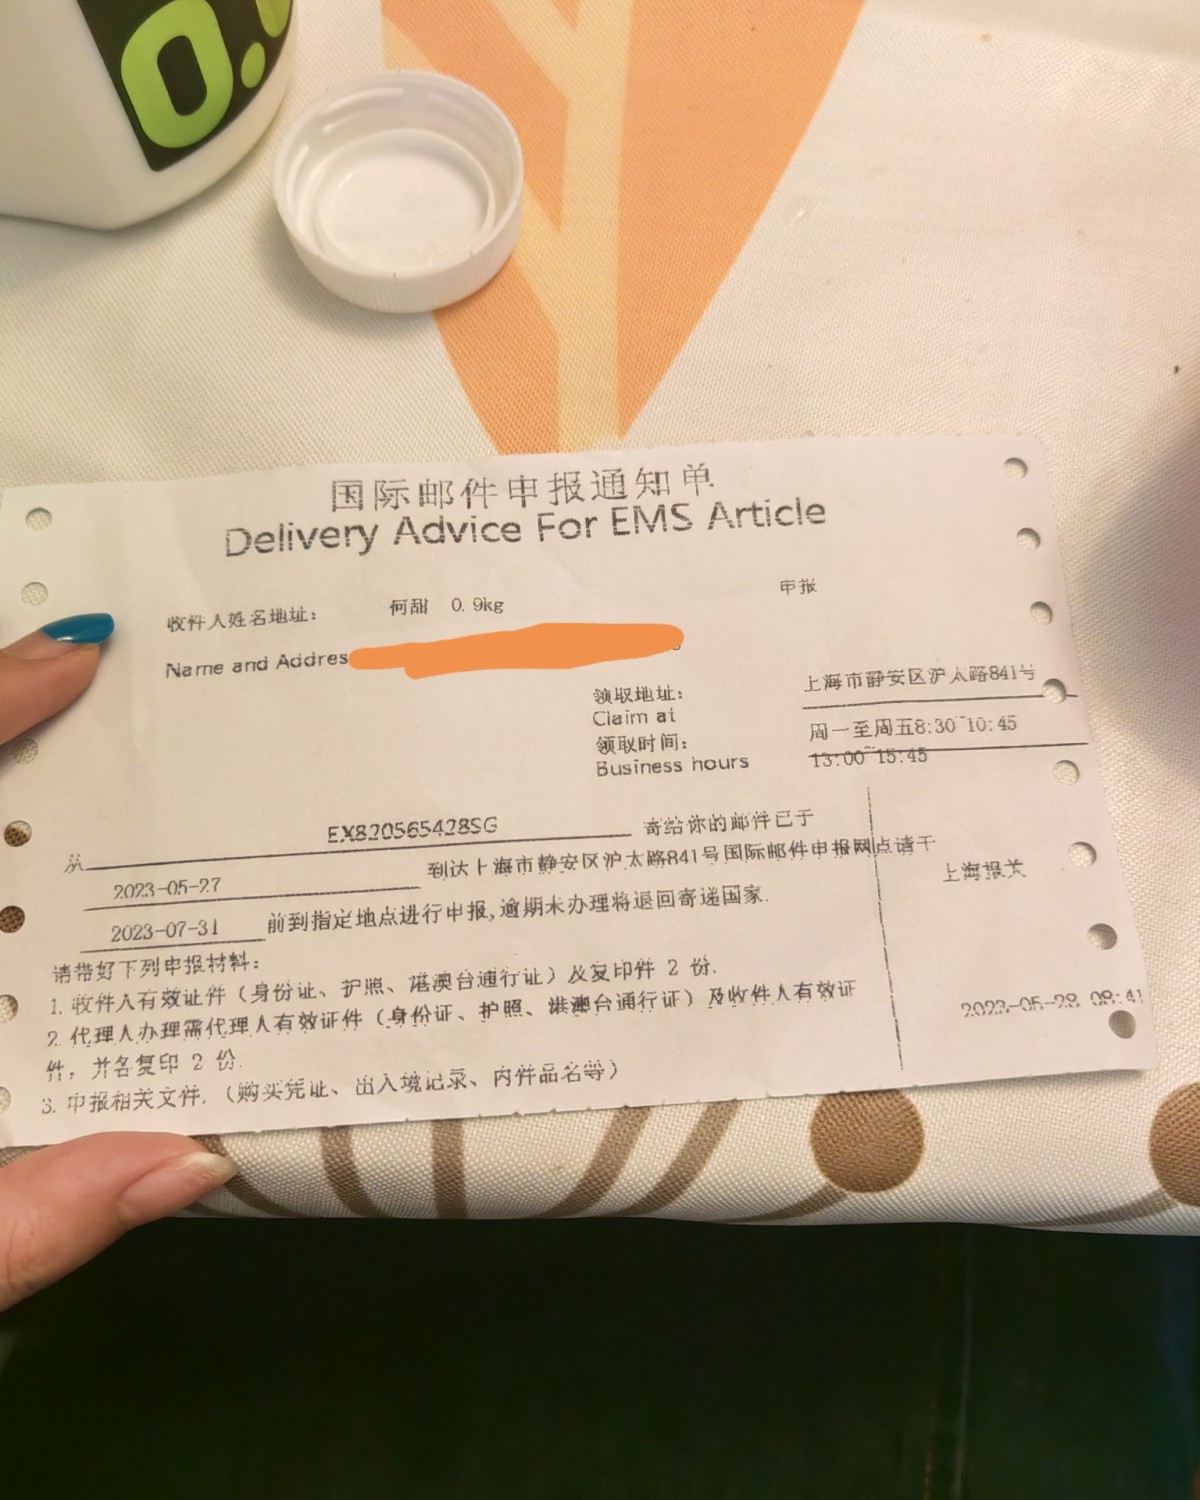 0.
国际邮件申报通知单
Delivery Advice For EMS Article
申报
收件人姓名地址: 何甜 0.9kg
Name and Addres
领取地址: 上海市静安区沪太路841号
Claim at
领取时间: 周一至周五8:30~10:45
Business hours 13:00~15:45
从 EX820565428SG 寄给你的邮件已于
2023-05-27 到达上海市静安区沪太路841号国际邮件申报网点请于
上海报关
2023-07-31 前到指定地点进行申报,逾期未办理将退回寄递国家.
请带好下列申报材料:
1. 收件人有效证件(身份证、护照、港澳台通行证)及复印件 2 份.
2. 代理人办理需代理人有效证件(身份证、护照、港澳台通行证)及收件人有效证
2023-05-28 08:41
件, 并各复印 2 份.
3. 申报相关文件.(购买凭证、出入境记录、内件品名等)